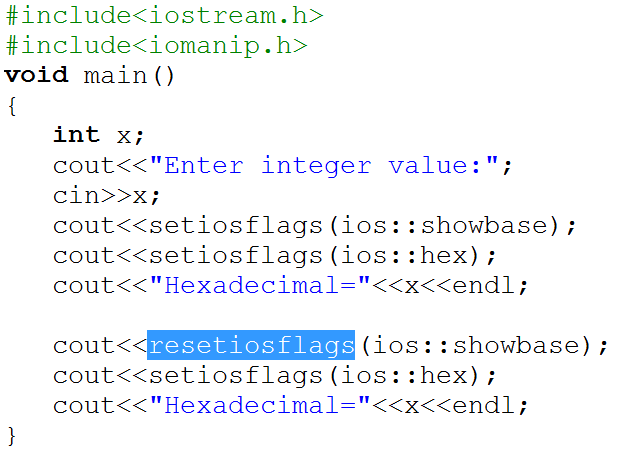 #include<iostream.h>
#include<iomanip.h>
void main()
{
int x;
cout<<"Enter integer value:";
cin>>x;
cout<<setiosflags(ios::showbase);
cout<<setiosflags(ios::hex);
cout<<"Hexadecimal="<<x<<endl;
cout<<resetiosflags(ios::showbase);
cout<<setiosflags(ios::hex);
cout<<"Hexadecimal="<<x<<endl;
}